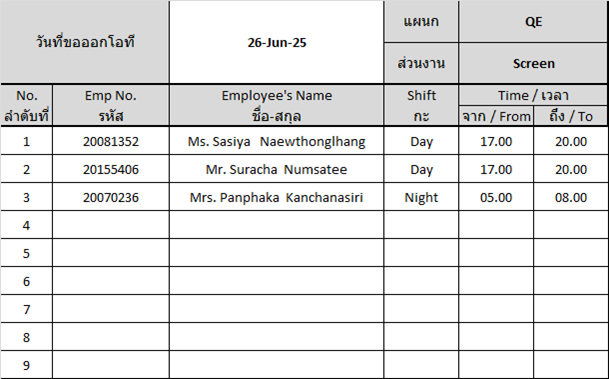 วันที่ขอออกโอที 26-Jun-25 แผนก QE
ส่วนงาน Screen
No. Emp No. Employee's Name Shift Time / เวลา
ลำดับที่ รหัส ชื่อ-สกุล กะ จาก / From ถึง / To
1 20081352 Ms. Sasiya Naewthonglhang Day 17.00 20.00
2 20155406 Mr. Suracha Numsatee Day 17.00 20.00
3 20070236 Mrs. Panphaka Kanchanasiri Night 05.00 08.00
4
5
6
7
8
9